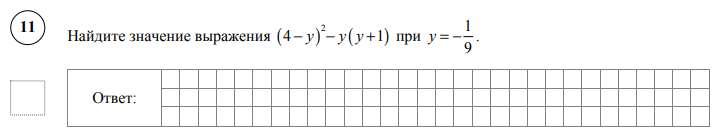 11
Найдите значение выражения (4 − y)² − y(y + 1) при y = −1/9.
Ответ: